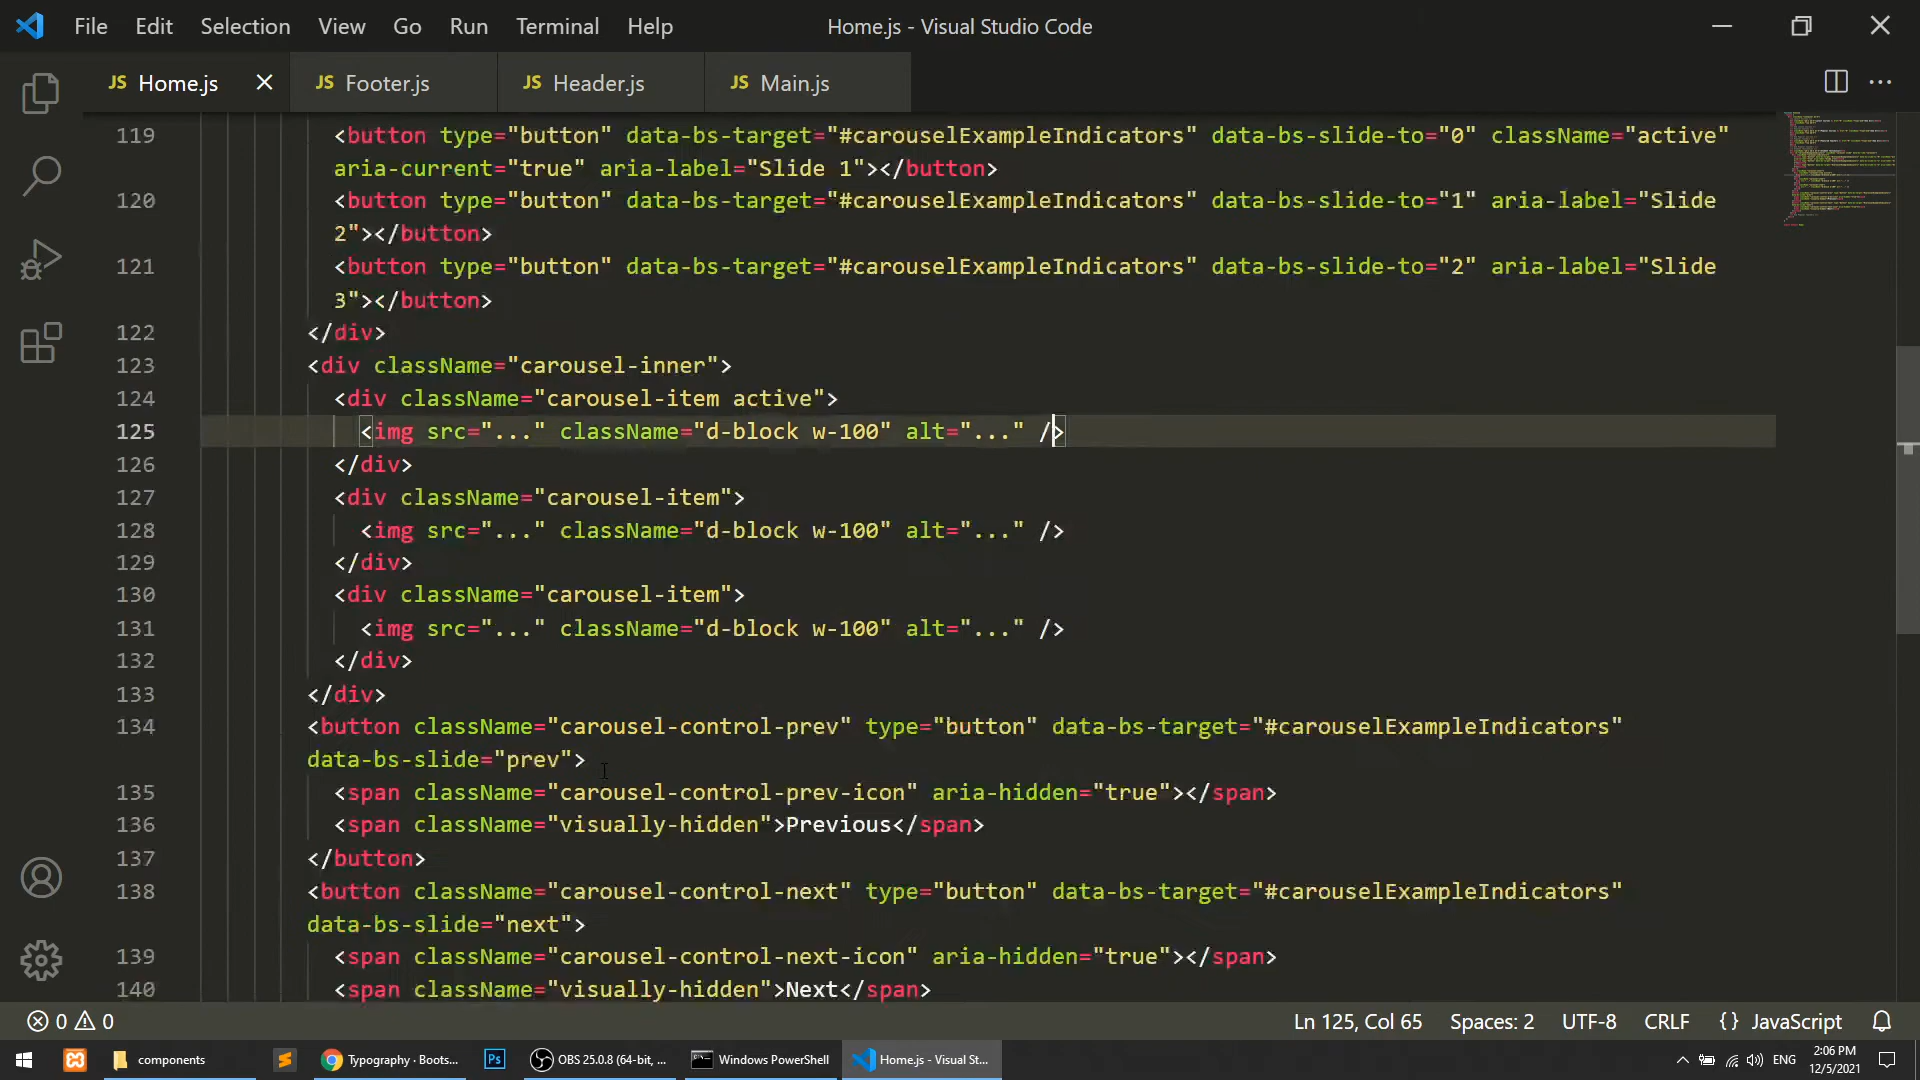 File Edit Selection View Go Run Terminal Help Home.js - Visual Studio Code
JS Home.js JS Footer.js JS Header.js JS Main.js
119 <button type="button" data-bs-target="#carouselExampleIndicators" data-bs-slide-to="0" className="active"
aria-current="true" aria-label="Slide 1"></button>
120 <button type="button" data-bs-target="#carouselExampleIndicators" data-bs-slide-to="1" aria-label="Slide
2"></button>
121 <button type="button" data-bs-target="#carouselExampleIndicators" data-bs-slide-to="2" aria-label="Slide
3"></button>
122 </div>
123 <div className="carousel-inner">
124 <div className="carousel-item active">
125 <img src="..." className="d-block w-100" alt="..." />
126 </div>
127 <div className="carousel-item">
128 <img src="..." className="d-block w-100" alt="..." />
129 </div>
130 <div className="carousel-item">
131 <img src="..." className="d-block w-100" alt="..." />
132 </div>
133 </div>
134 <button className="carousel-control-prev" type="button" data-bs-target="#carouselExampleIndicators"
data-bs-slide="prev">
135 <span className="carousel-control-prev-icon" aria-hidden="true"></span>
136 <span className="visually-hidden">Previous</span>
137 </button>
138 <button className="carousel-control-next" type="button" data-bs-target="#carouselExampleIndicators"
data-bs-slide="next">
139 <span className="carousel-control-next-icon" aria-hidden="true"></span>
140 <span className="visually-hidden">Next</span>
0 0 Ln 125, Col 65 Spaces: 2 UTF-8 CRLF {} JavaScript
components Typography · Boots... Ps OBS 25.0.8 (64-bit, ... Windows PowerShell Home.js - Visual St... ENG 2:06 PM
12/5/2021